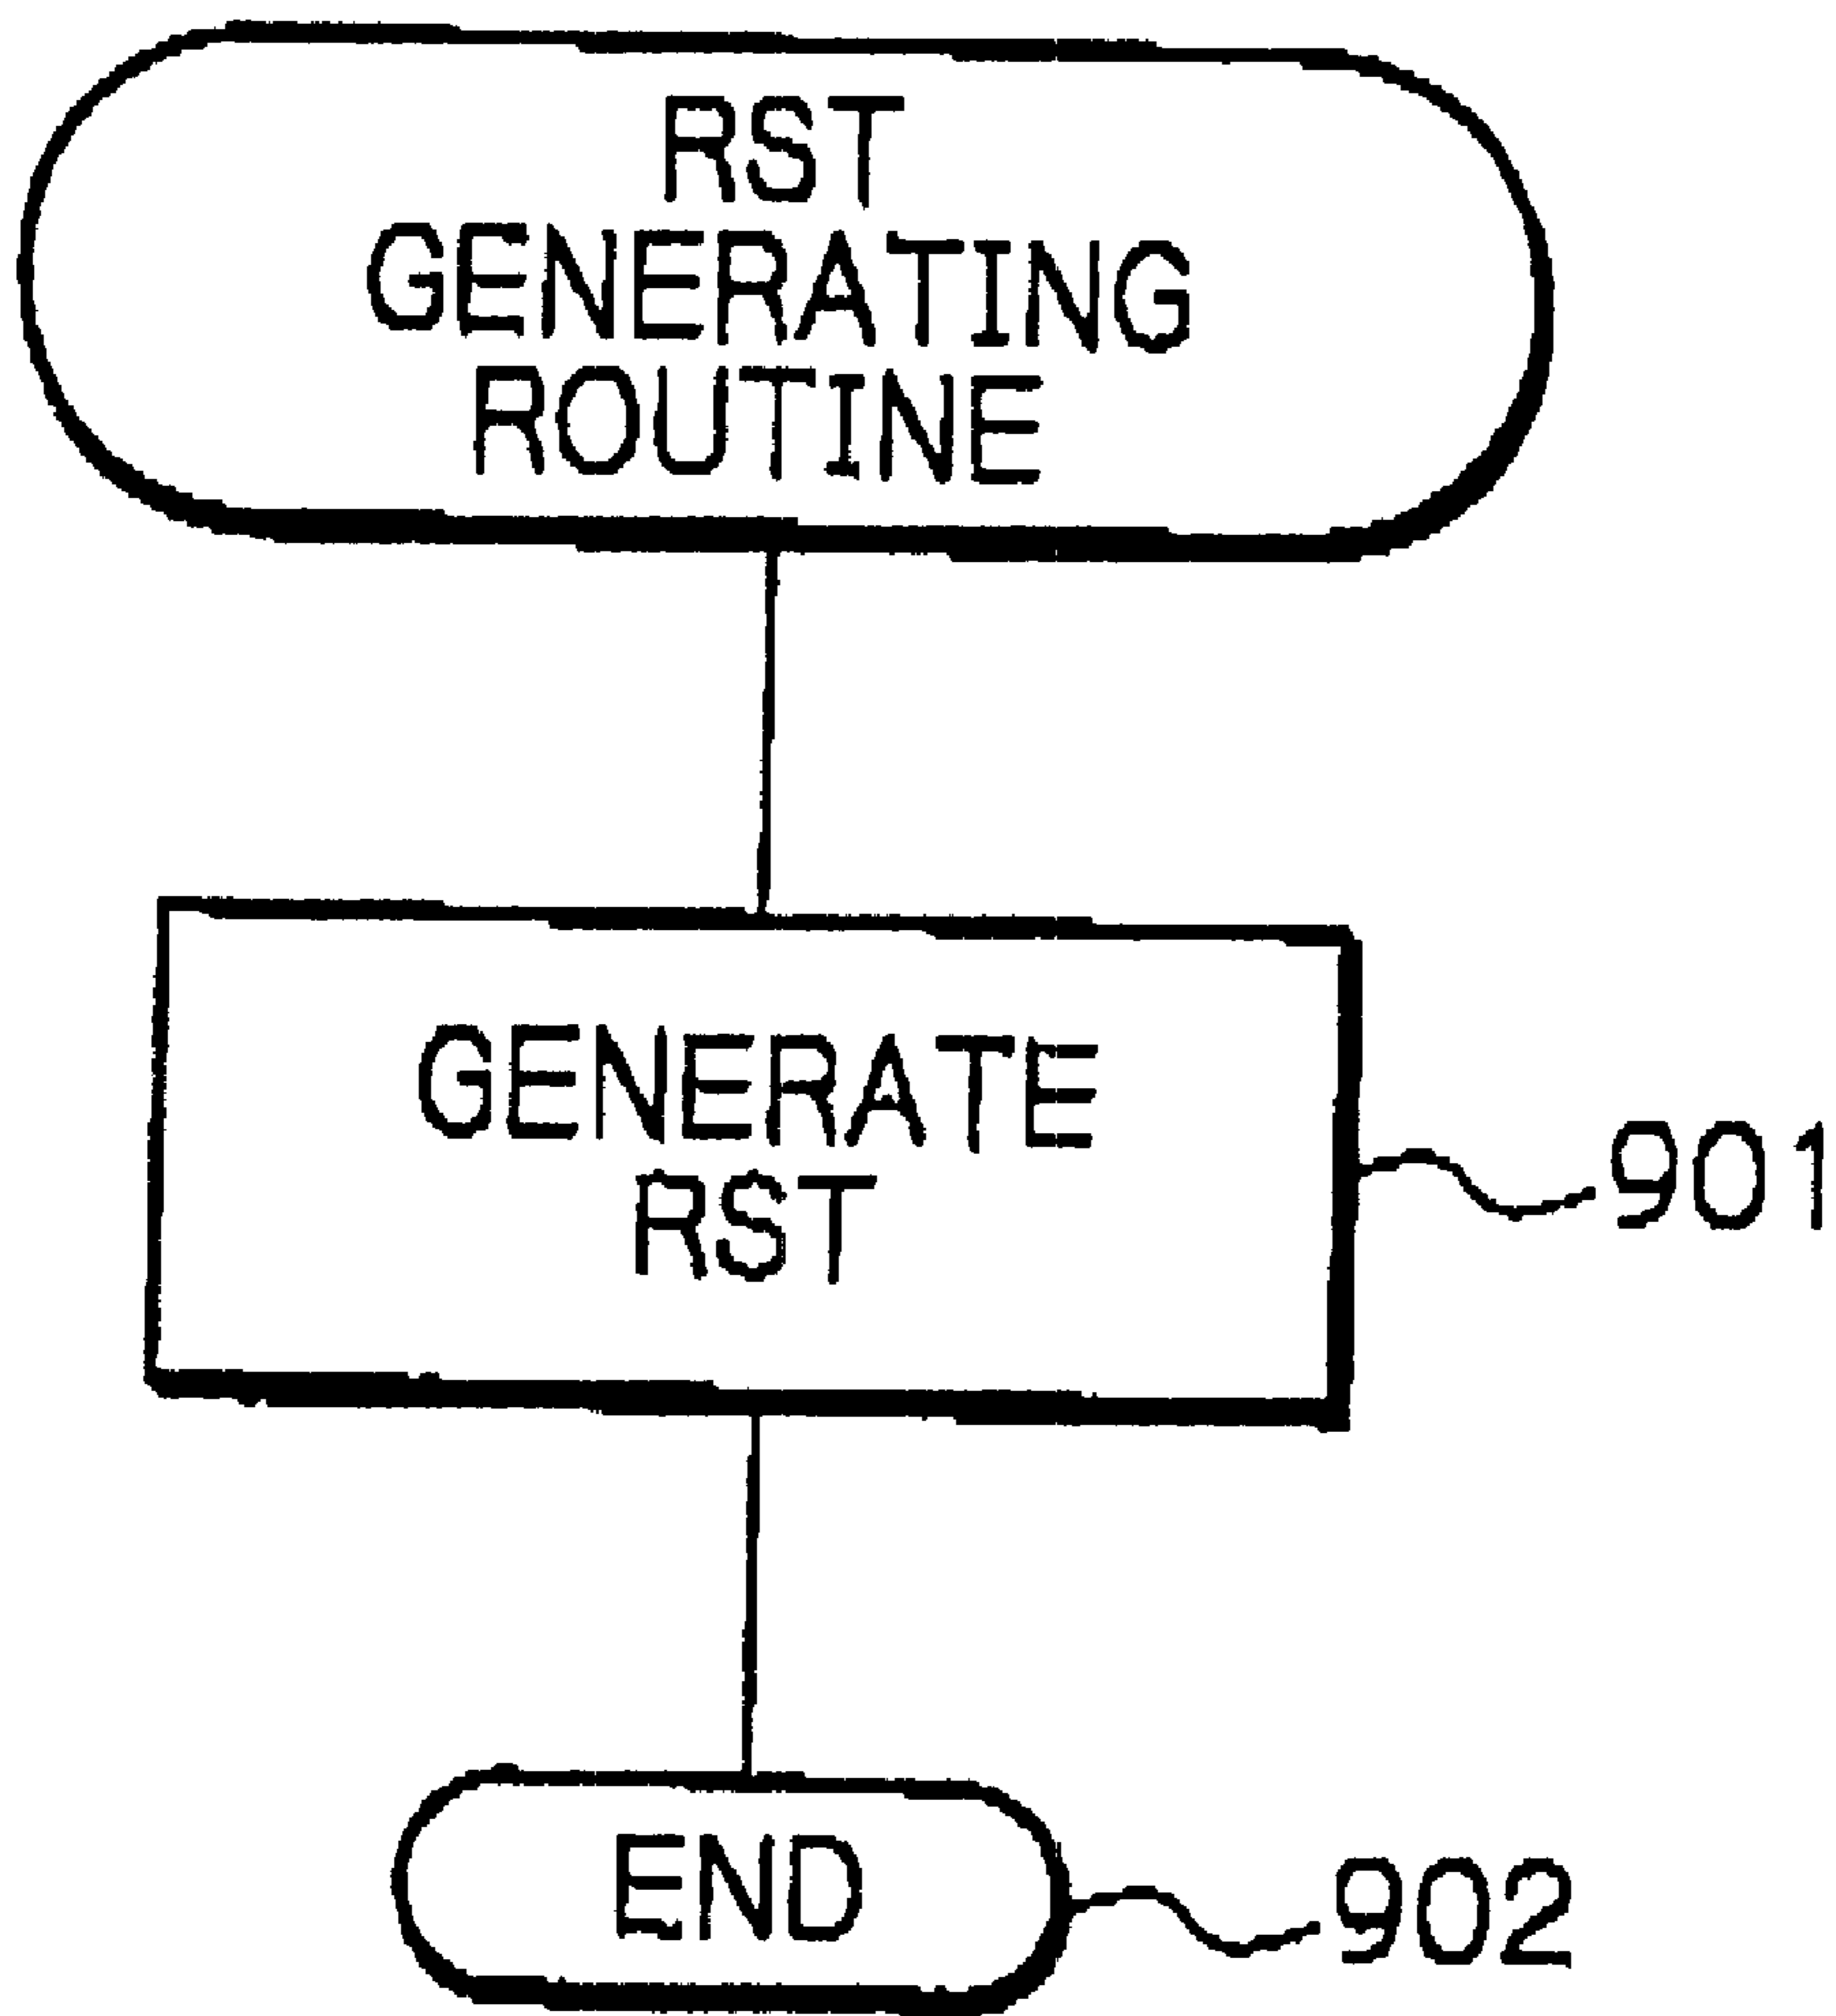 RST
GENERATING
ROUTINE
GENERATE
RST
901
END
902